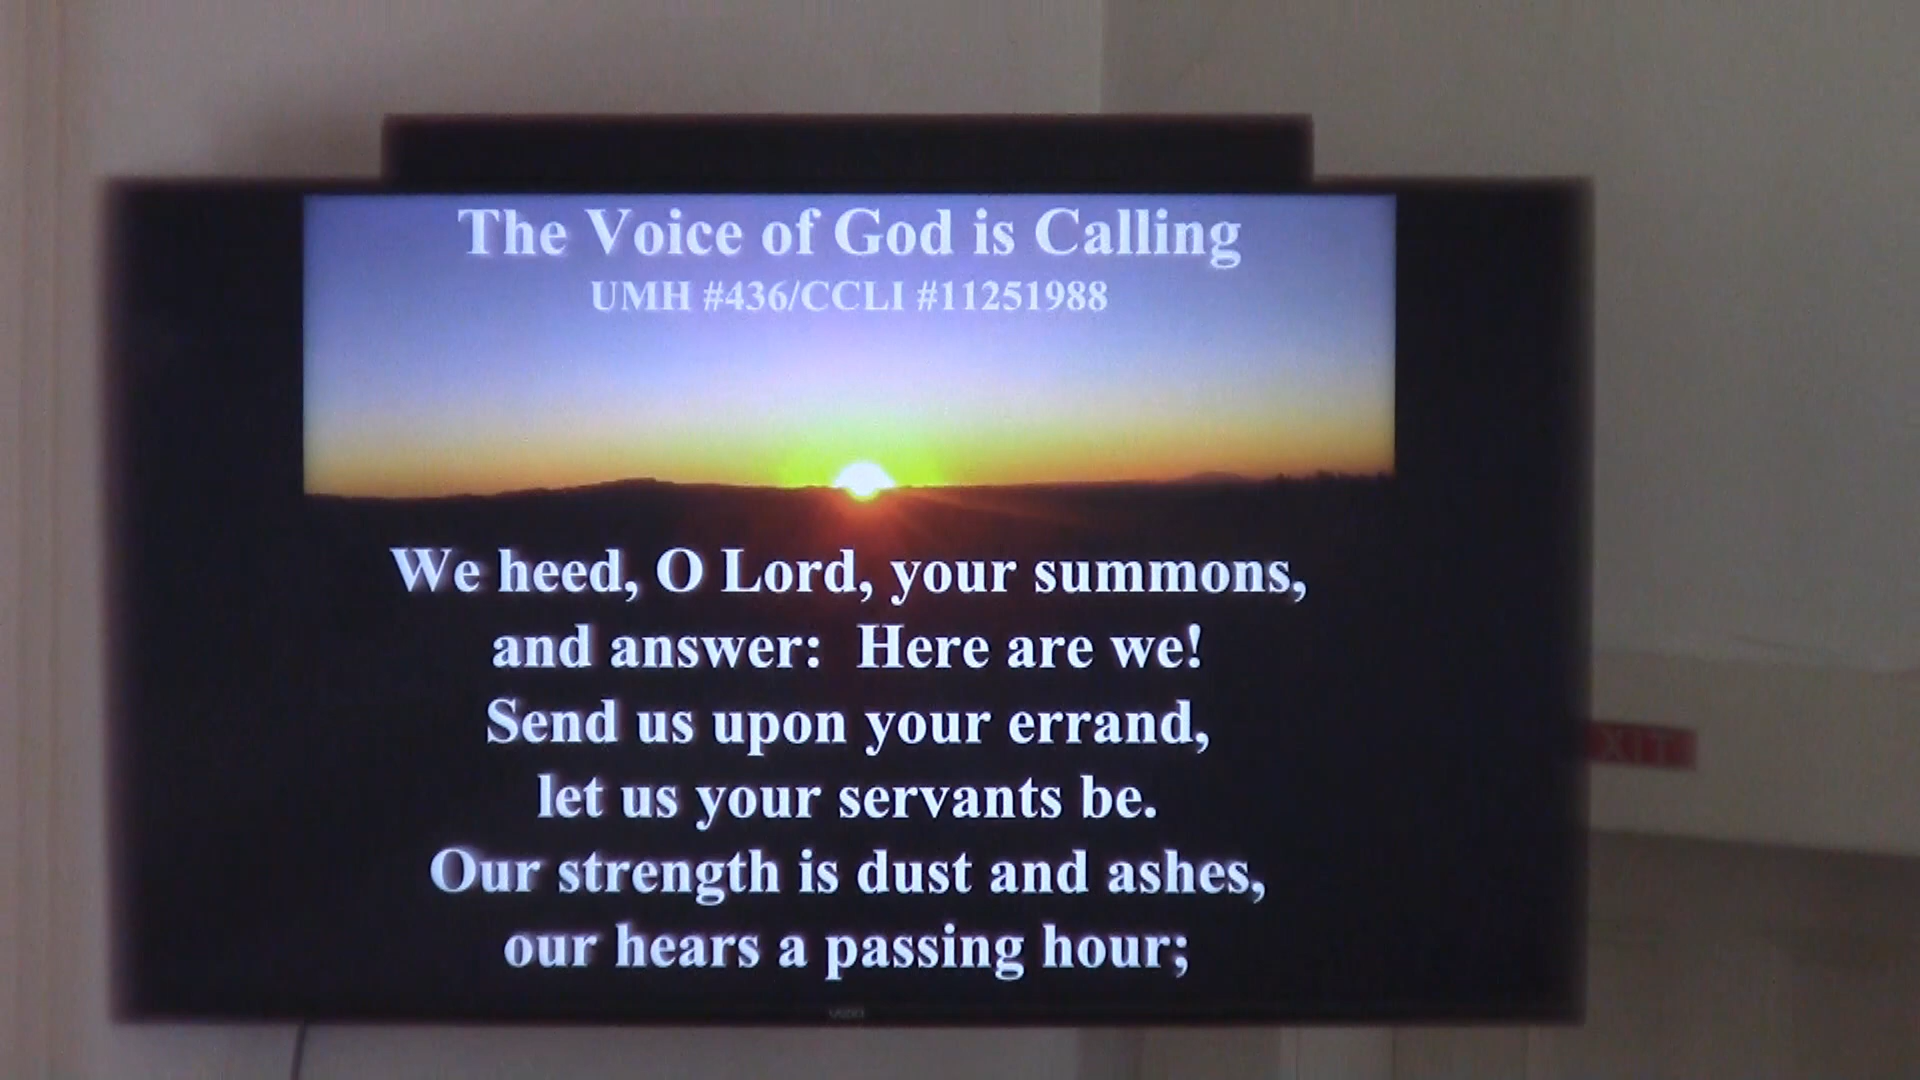 The Voice of God is Calling
UMH #436/CCLI #11251988
We heed, O Lord, your summons,
and answer:  Here are we!
Send us upon your errand,
let us your servants be.
Our strength is dust and ashes,
our hears a passing hour;
XIT
VIZIO